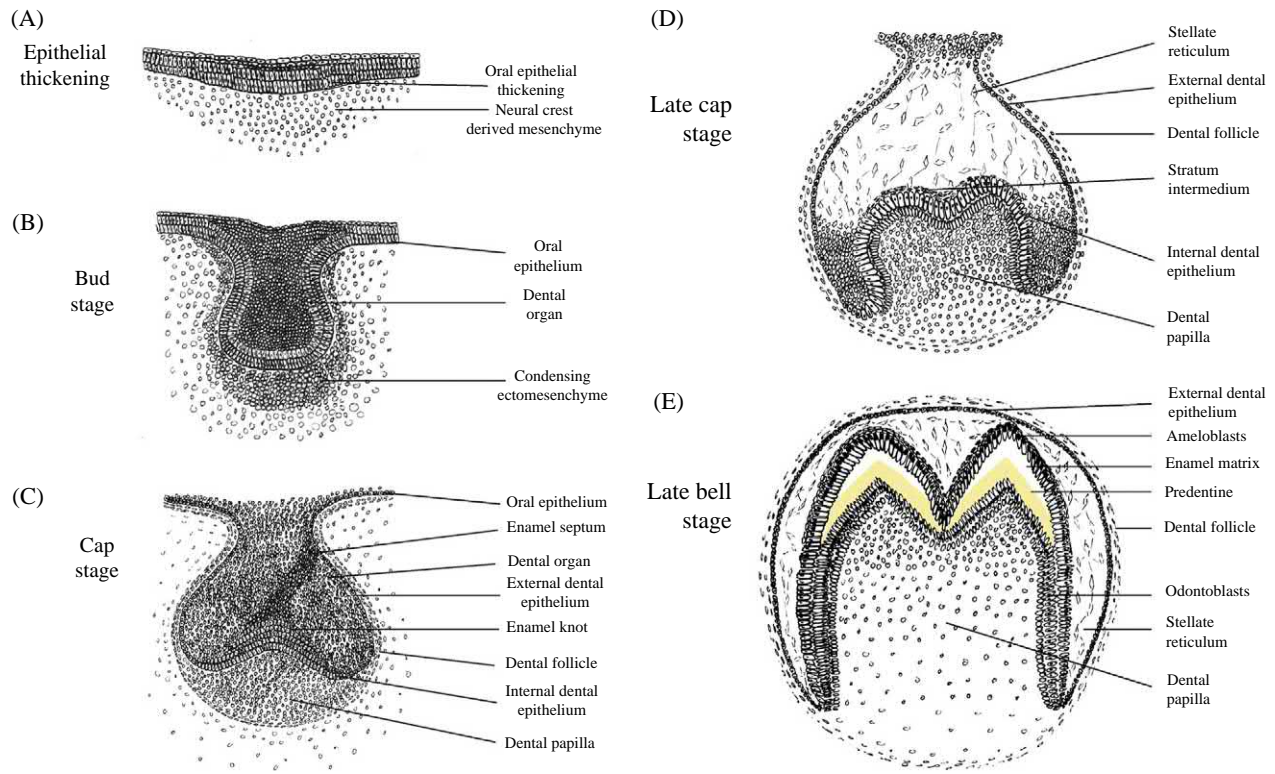 (A)
Epithelial
thickening
Oral epithelial
thickening
Neural crest
derived mesenchyme
(B)
Bud
stage
Oral
epithelium
Dental
organ
Condensing
ectomesenchyme
(C)
Cap
stage
Oral epithelium
Enamel septum
Dental organ
External dental
epithelium
Enamel knot
Dental follicle
Internal dental
epithelium
Dental papilla
(D)
Late cap
stage
Stellate
reticulum
External dental
epithelium
Dental follicle
Stratum
intermedium
Internal dental
epithelium
Dental
papilla
(E)
Late bell
stage
External dental
epithelium
Ameloblasts
Enamel matrix
Predentine
Dental follicle
Odontoblasts
Stellate
reticulum
Dental
papilla